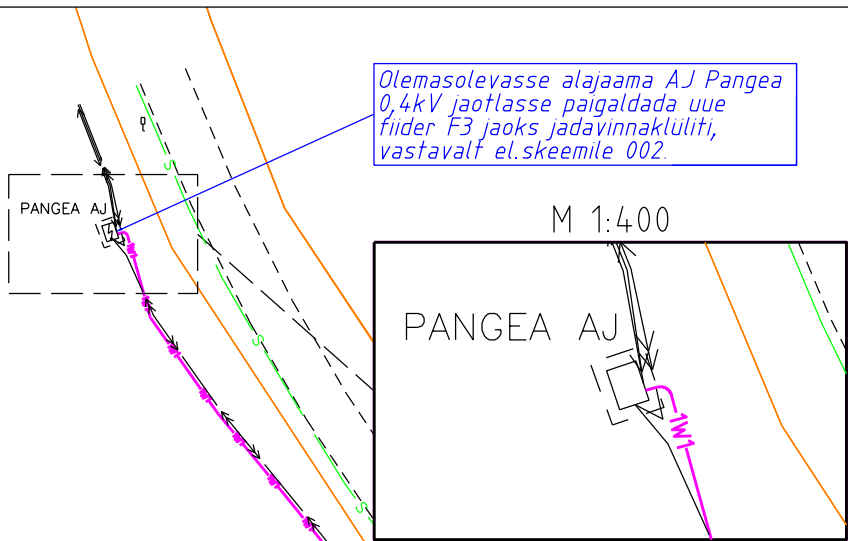 Olemasolevasse alajaama AJ Pangea
0,4kV jaotlasse paigaldada uue
fiider F3 jaoks jadavinnaklüliti,
vastavalt el.skeemile 002.
S
PANGEA AJ
W1
M 1:400
PANGEA AJ
1W1
S
S